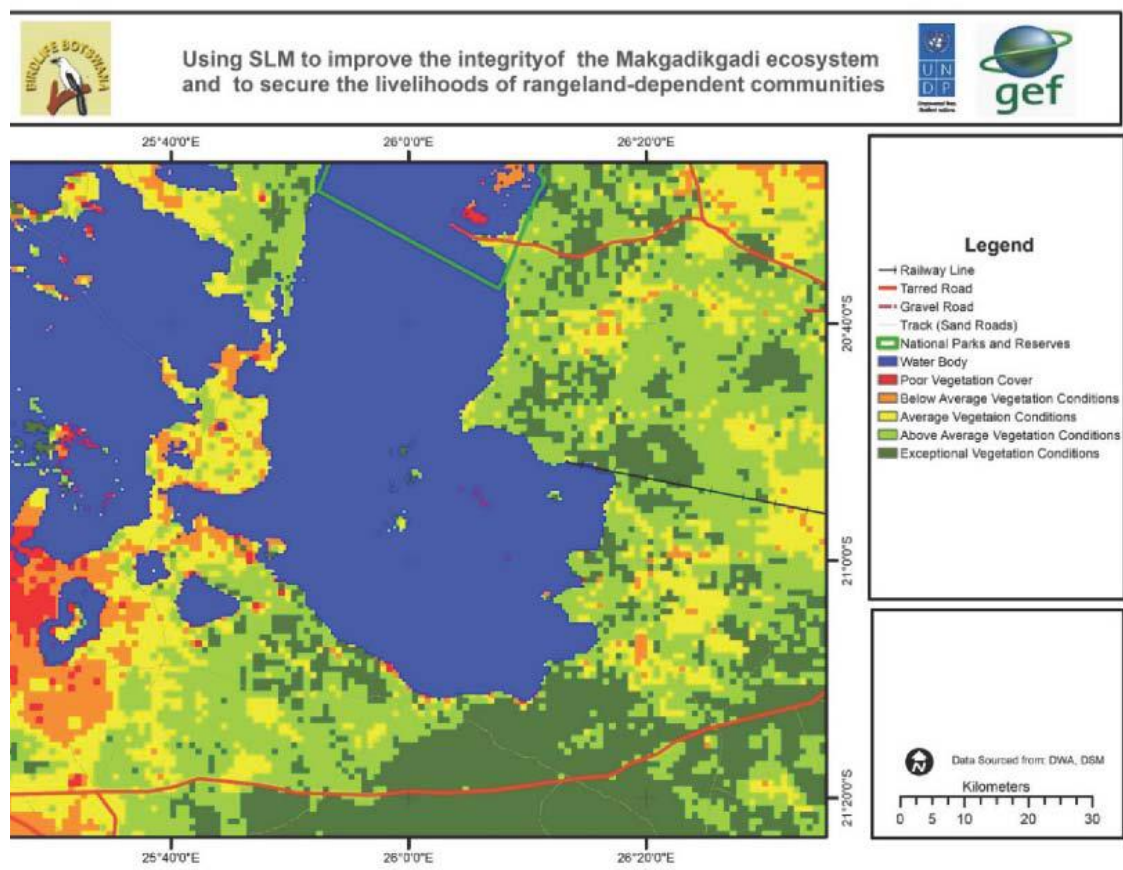 BIRDLIFE BOTSWANA
Using SLM to improve the integrityof the Makgadikgadi ecosystem
and to secure the livelihoods of rangeland-dependent communities
U N
D P
gef
25°40'0"E
26°0'0"E
26°20'0"E
20°40'0"S
21°0'0"S
21°20'0"S
25°40'0"E
26°0'0"E
26°20'0"E
Legend
Railway Line
Tarred Road
Gravel Road
Track (Sand Roads)
National Parks and Reserves
Water Body
Poor Vegetation Cover
Below Average Vegetation Conditions
Average Vegetaion Conditions
Above Average Vegetation Conditions
Exceptional Vegetation Conditions
N
Data Sourced from: DWA, DSM
Kilometers
0 5 10 20 30